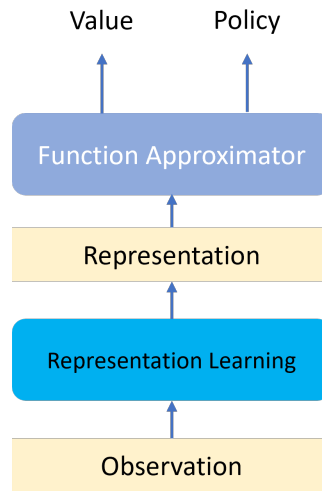 Value Policy
Function Approximator
Representation
Representation Learning
Observation